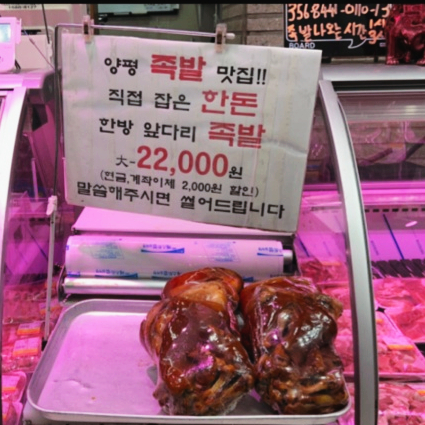 양평 족발 맛집!!
직접 잡은 한돈
한방 앞다리 족발
大-22,000원
(현금,계좌이체 2,000원 할인)
말씀해주시면 썰어드립니다
BOARD